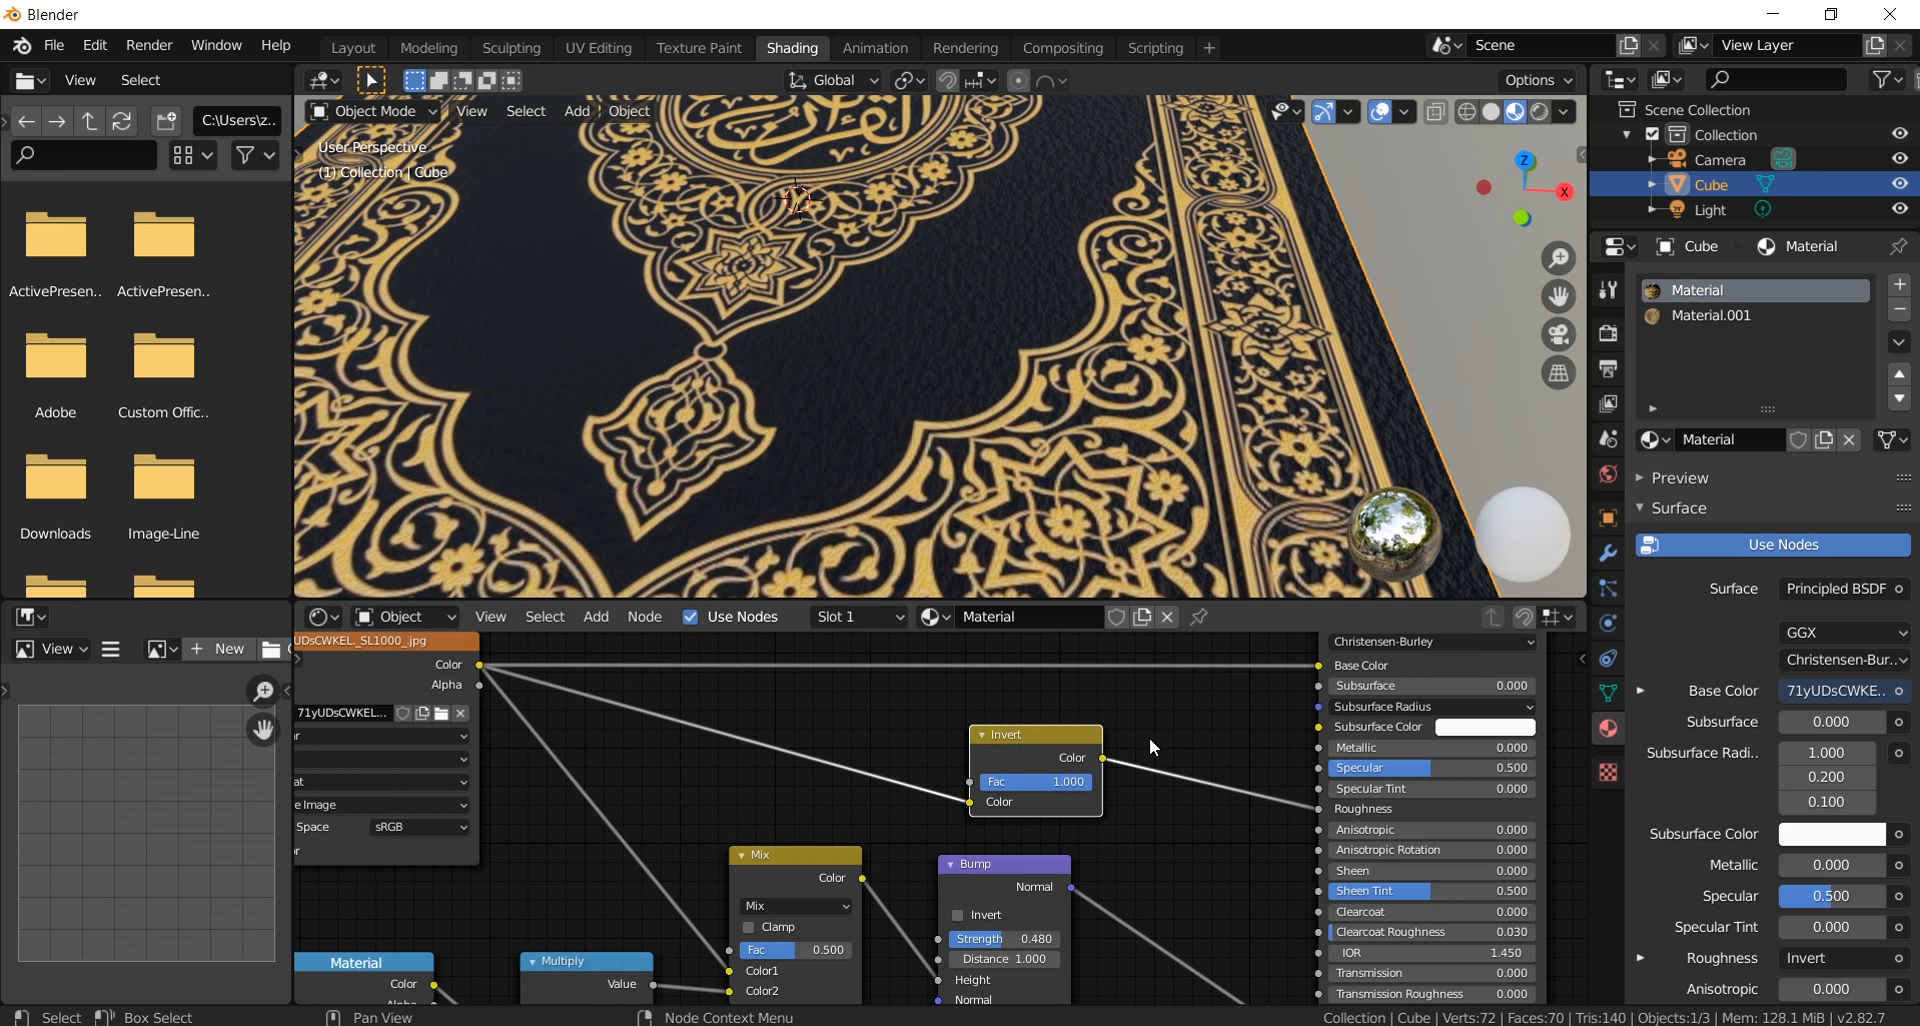 Blender
File Edit Render Window Help
Layout Modeling Sculpting UV Editing Texture Paint Shading Animation Rendering Compositing Scripting +
Scene
View Layer
View Select
Global
Options
C:\Users\z..
Object Mode View Select Add Object
User Perspective
(1) Collection | Cube
Z
X
ActivePresen.. ActivePresen..
Adobe Custom Offic..
Downloads Image-Line
Scene Collection
Collection
Camera
Cube
Light
Cube Material
Material
Material.001
Material
Preview
Surface
Use Nodes
Surface Principled BSDF
GGX
Christensen-Bur..
Base Color 71yUDsCWKE..
Subsurface 0.000
Subsurface Radi.. 1.000
0.200
0.100
Subsurface Color
Metallic 0.000
Specular 0.500
Specular Tint 0.000
Roughness Invert
Anisotropic 0.000
View
+ New
Object View Select Add Node Use Nodes Slot 1 Material
UDsCWKEL._SL1000_.jpg
Color
Alpha
71yUDsCWKEL...
ar
at
e Image
Space sRGB
or
Material
Color
Alpha
Multiply
Value
Mix
Color
Mix
Clamp
Fac 0.500
Color1
Color2
Invert
Color
Fac 1.000
Color
Bump
Normal
Invert
Strength 0.480
Distance 1.000
Height
Normal
Christensen-Burley
Base Color
Subsurface 0.000
Subsurface Radius
Subsurface Color
Metallic 0.000
Specular 0.500
Specular Tint 0.000
Roughness
Anisotropic 0.000
Anisotropic Rotation 0.000
Sheen 0.000
Sheen Tint 0.500
Clearcoat 0.000
Clearcoat Roughness 0.030
IOR 1.450
Transmission 0.000
Transmission Roughness 0.000
Select Box Select Pan View Node Context Menu
Collection | Cube | Verts:72 | Faces:70 | Tris:140 | Objects:1/3 | Mem: 128.1 MiB | v2.82.7